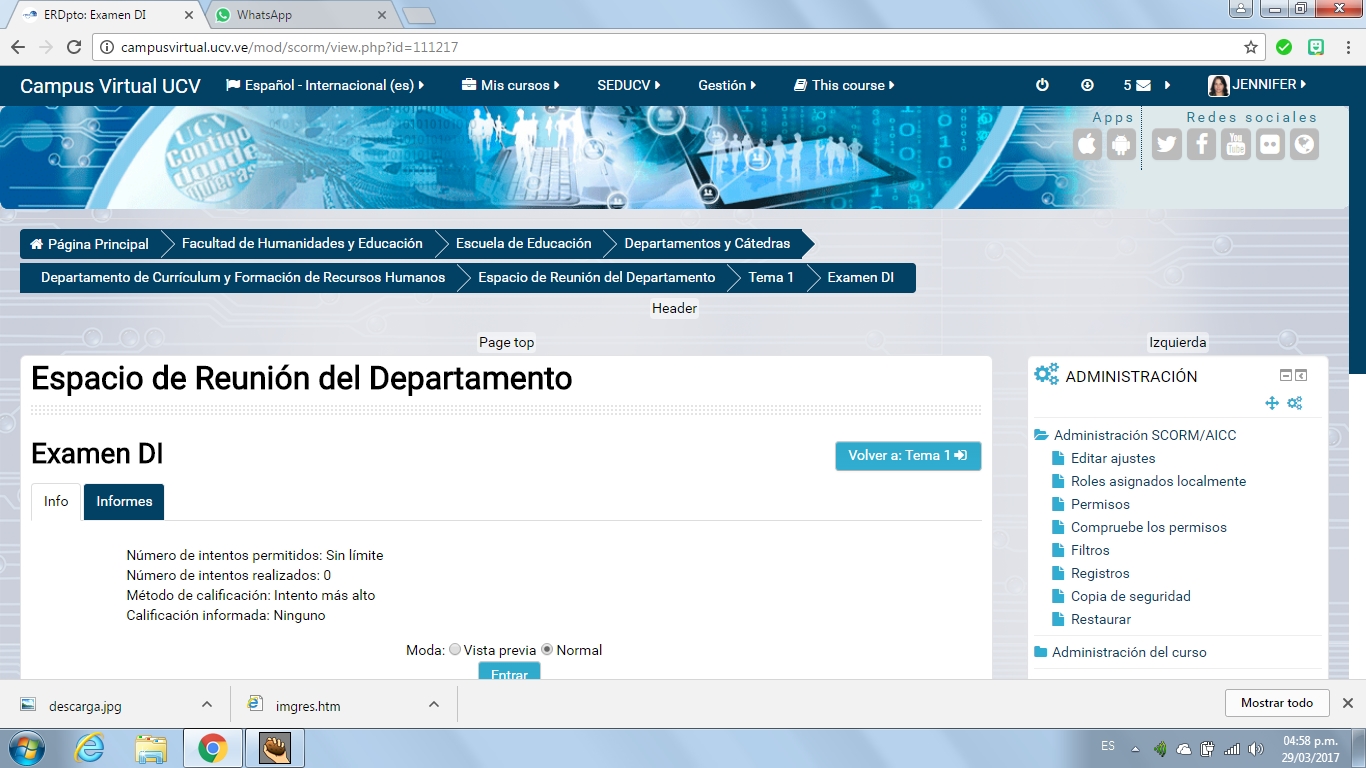 ERDpto: Examen DI
WhatsApp
campusvirtual.ucv.ve/mod/scorm/view.php?id=111217
Campus Virtual UCV
Español - Internacional (es)
Mis cursos
SEDUCV
Gestión
This course
5
JENNIFER
UCV
Contigo
donde
quieras
Apps
Redes sociales
Página Principal
Facultad de Humanidades y Educación
Escuela de Educación
Departamentos y Cátedras
Departamento de Currículum y Formación de Recursos Humanos
Espacio de Reunión del Departamento
Tema 1
Examen DI
Header
Page top
Izquierda
Espacio de Reunión del Departamento
Examen DI
Volver a: Tema 1
Info
Informes
Número de intentos permitidos: Sin límite
Número de intentos realizados: 0
Método de calificación: Intento más alto
Calificación informada: Ninguno
Moda: Vista previa Normal
Entrar
ADMINISTRACIÓN
Administración SCORM/AICC
Editar ajustes
Roles asignados localmente
Permisos
Compruebe los permisos
Filtros
Registros
Copia de seguridad
Restaurar
Administración del curso
descarga.jpg
imgres.htm
Mostrar todo
ES
04:58 p.m.
29/03/2017